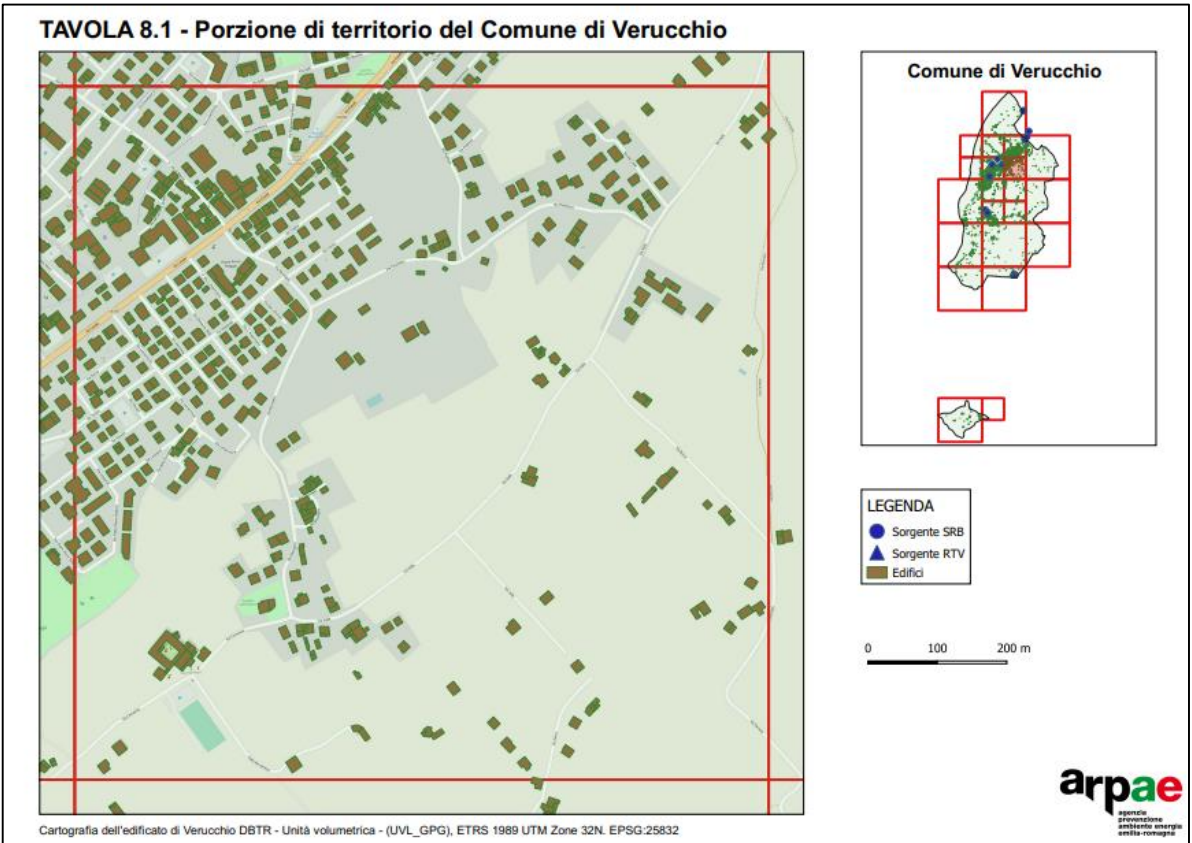 TAVOLA 8.1 - Porzione di territorio del Comune di Verucchio
Comune di Verucchio
LEGENDA
Sorgente SRB
Sorgente RTV
Edifici
0 100 200 m
arpae
agenzia
prevenzione
ambiente energia
emilia-romagna
Cartografia dell'edificato di Verucchio DBTR - Unità volumetrica - (UVL_GPG), ETRS 1989 UTM Zone 32N. EPSG:25832